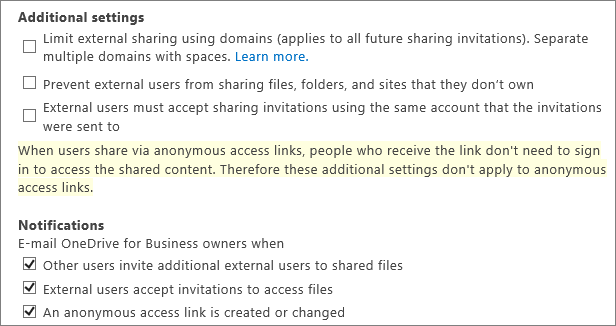 Additional settings
Limit external sharing using domains (applies to all future sharing invitations). Separate
multiple domains with spaces. Learn more.
Prevent external users from sharing files, folders, and sites that they don’t own
External users must accept sharing invitations using the same account that the invitations
were sent to
When users share via anonymous access links, people who receive the link don't need to sign
in to access the shared content. Therefore these additional settings don't apply to anonymous
access links.
Notifications
E-mail OneDrive for Business owners when
Other users invite additional external users to shared files
External users accept invitations to access files
An anonymous access link is created or changed